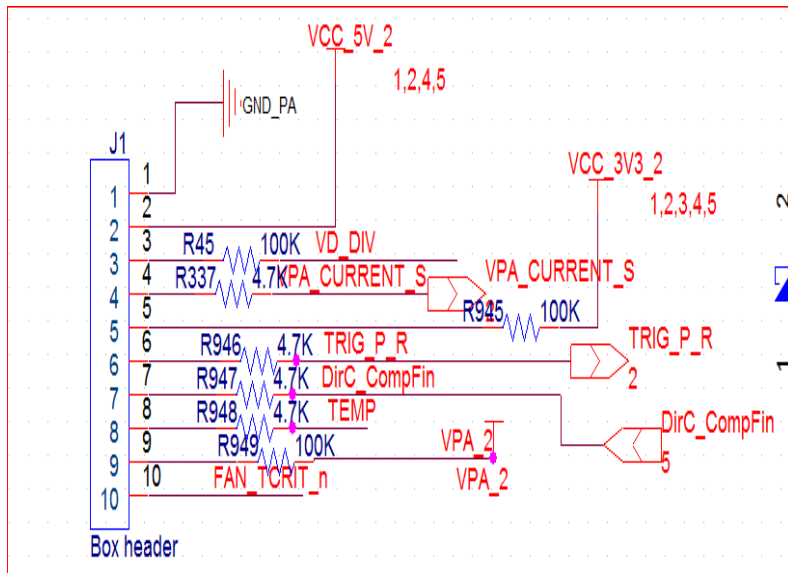 VCC_5V_2
1,2,4,5
GND_PA
J1
VCC_3V3_2
1,2,3,4,5
1 1
2 2
3 3 R45 100K VD_DIV
4 4 R337 4.7K VPA_CURRENT_S VPA_CURRENT_S
5 5 R945 100K
6 6 R946 4.7K TRIG_P_R TRIG_P_R 2
7 7 R947 4.7K DirC_CompFin DirC_CompFin 5
8 8 R948 4.7K TEMP
9 9 R949 100K VPA_2 VPA_2
10 10 FAN_TCRIT_n
Box header
2
1